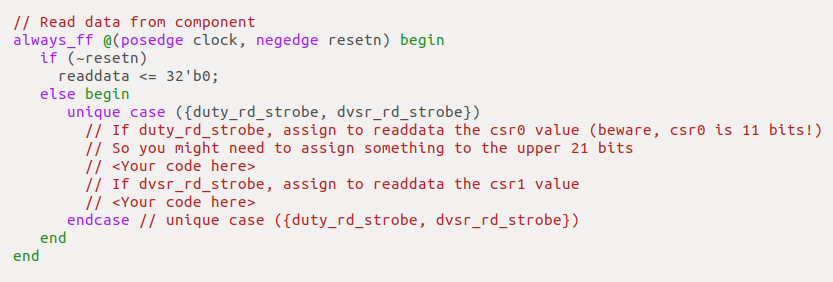 // Read data from component
always_ff @(posedge clock, negedge resetn) begin
   if (~resetn)
     readdata <= 32'b0;
   else begin
      unique case ({duty_rd_strobe, dvsr_rd_strobe})
        // If duty_rd_strobe, assign to readdata the csr0 value (beware, csr0 is 11 bits!)
        // So you might need to assign something to the upper 21 bits
        // <Your code here>
        // If dvsr_rd_strobe, assign to readdata the csr1 value
        // <Your code here>
      endcase // unique case ({duty_rd_strobe, dvsr_rd_strobe})
   end
end